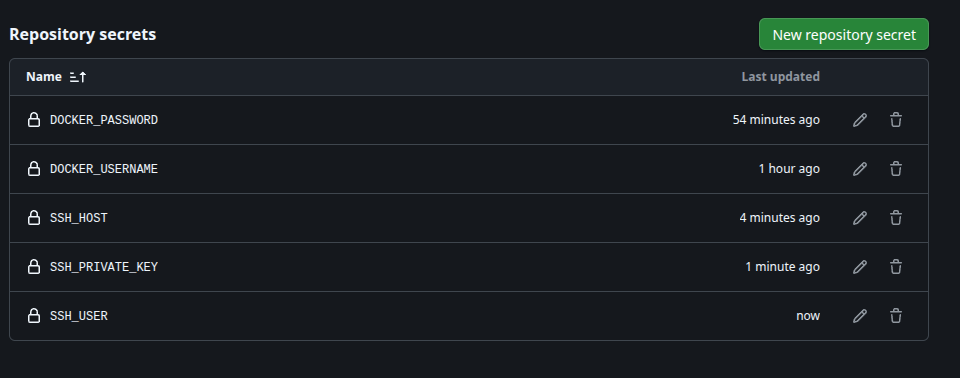 Repository secrets
New repository secret
Name Last updated
DOCKER_PASSWORD 54 minutes ago
DOCKER_USERNAME 1 hour ago
SSH_HOST 4 minutes ago
SSH_PRIVATE_KEY 1 minute ago
SSH_USER now